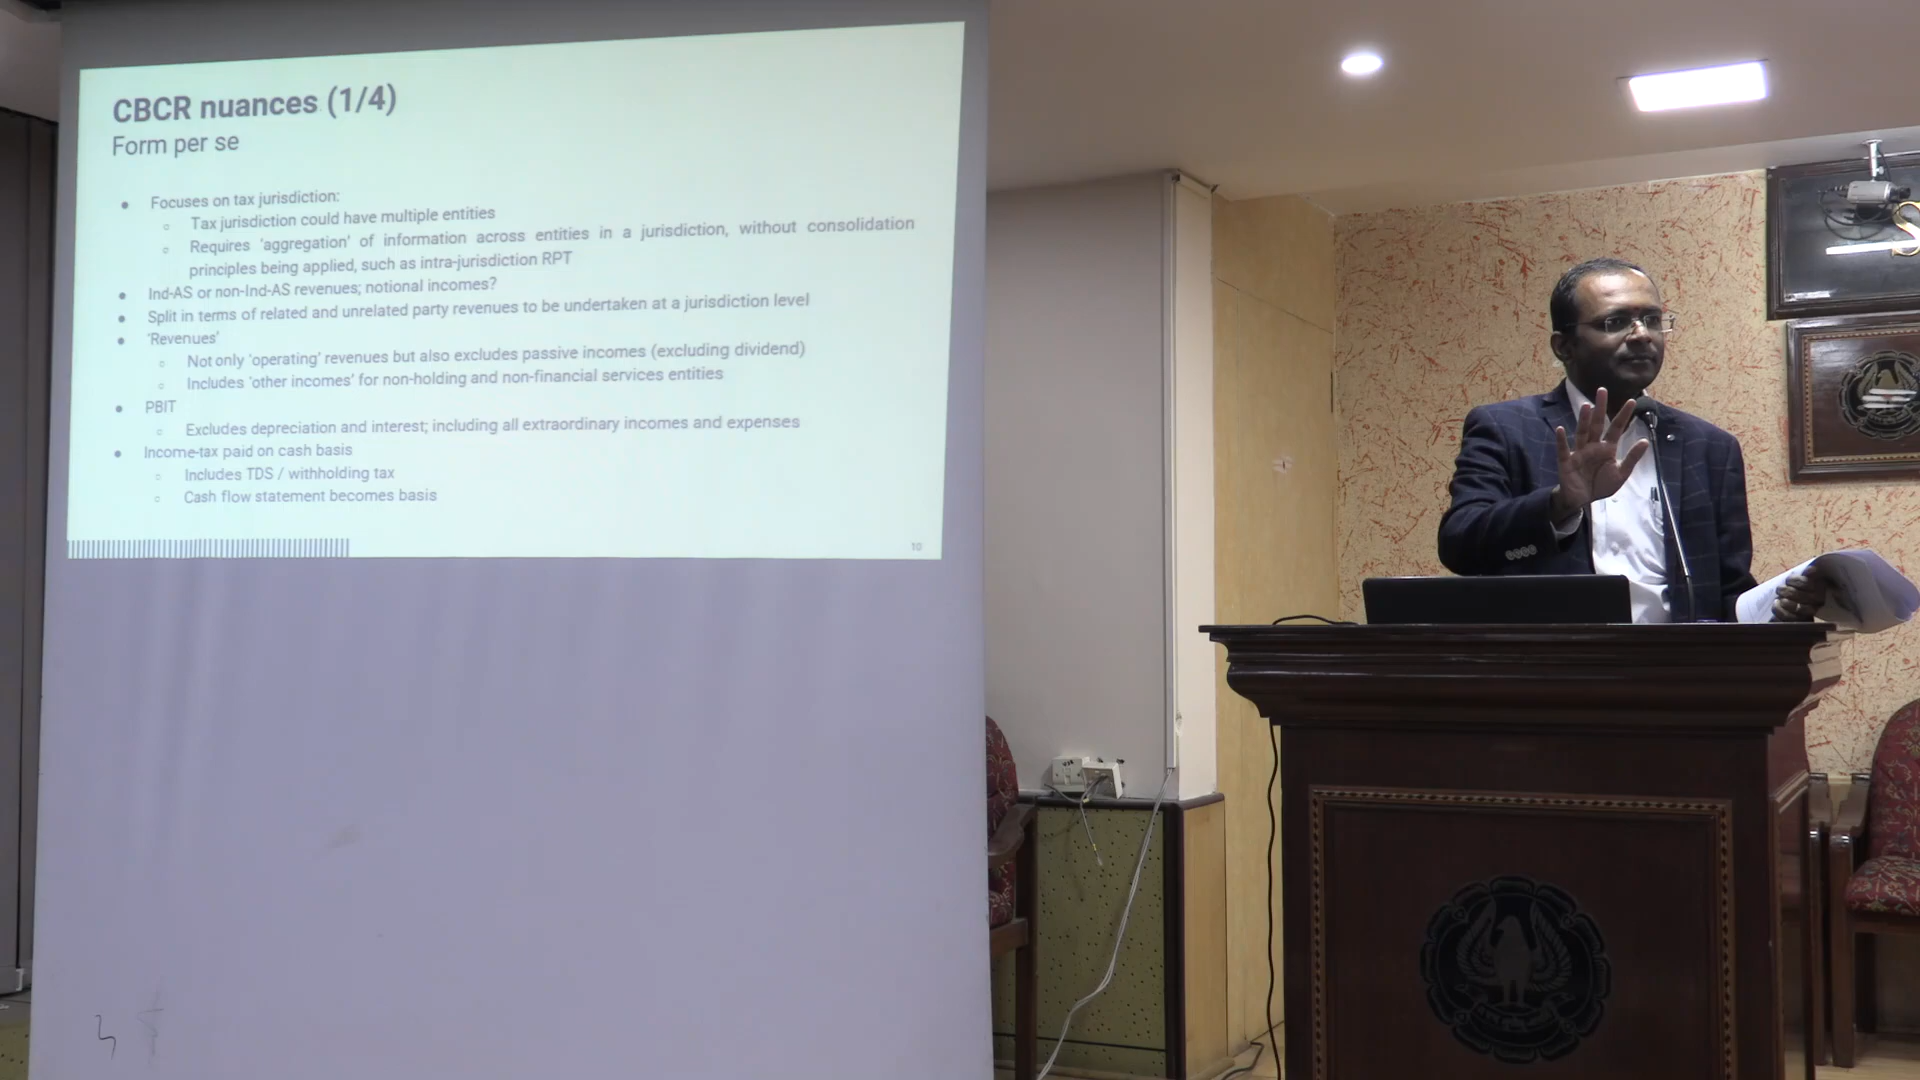 CBCR nuances (1/4)
Form per se
• Focuses on tax jurisdiction:
○ Tax jurisdiction could have multiple entities
○ Requires 'aggregation' of information across entities in a jurisdiction, without consolidation
principles being applied, such as intra-jurisdiction RPT
• Ind-AS or non-Ind-AS revenues; notional incomes?
• Split in terms of related and unrelated party revenues to be undertaken at a jurisdiction level
• 'Revenues'
○ Not only 'operating' revenues but also excludes passive incomes (excluding dividend)
○ Includes 'other incomes' for non-holding and non-financial services entities
• PBIT
○ Excludes depreciation and interest; including all extraordinary incomes and expenses
• Income-tax paid on cash basis
○ Includes TDS / withholding tax
○ Cash flow statement becomes basis
10